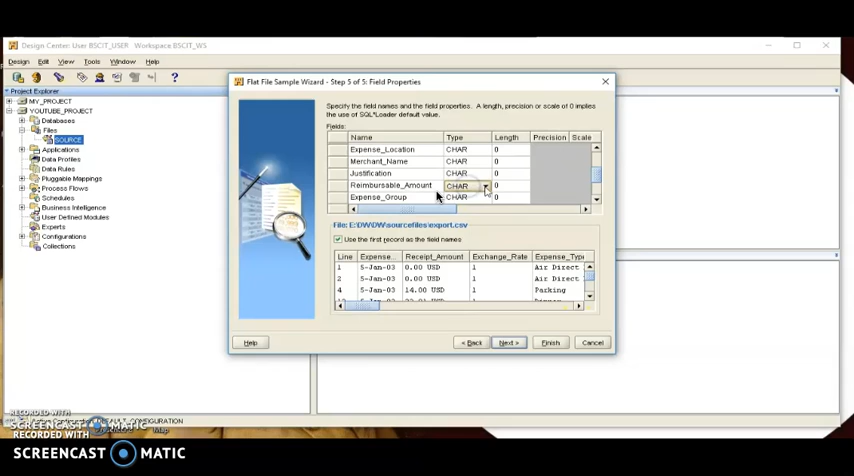 Design Center: BSCIT_USER Workspace BSCIT_WS
Design Edit View Tools Window Help
Project Explorer
MY_PROJECT
YOUTUBE_PROJECT
Databases
Files
SOURCE
Applications
Data Profiles
Data Rules
Pluggable Mappings
Process Flows
Schedules
Business Intelligence
User Defined Modules
Experts
Configurations
Collections
Flat File Sample Wizard - Step 5 of 5: Field Properties
Specify the field names and the field properties. A length, precision or scale of 0 implies
the use of SQL*Loader default value.
Fields:
Name Type Length Precision Scale
Expense_Location CHAR 0
Merchant_Name CHAR 0
Justification CHAR 0
Reimbursable_Amount CHAR 0
Expense_Group CHAR 0
File: E:\DW\DW\sourcefiles\export.csv
Use the first record as the field names
Line Expense... Receipt_Amount Exchange_Rate Expense_Type
1 5-Jan-03 0.00 USD 1 Air Direct
2 5-Jan-03 0.00 USD 1 Air Direct
4 5-Jan-03 14.00 USD 1 Parking
Help < Back Next > Finish Cancel
RECORDED WITH
SCREENCAST MATIC
RECORDED WITH
SCREENCAST MATIC